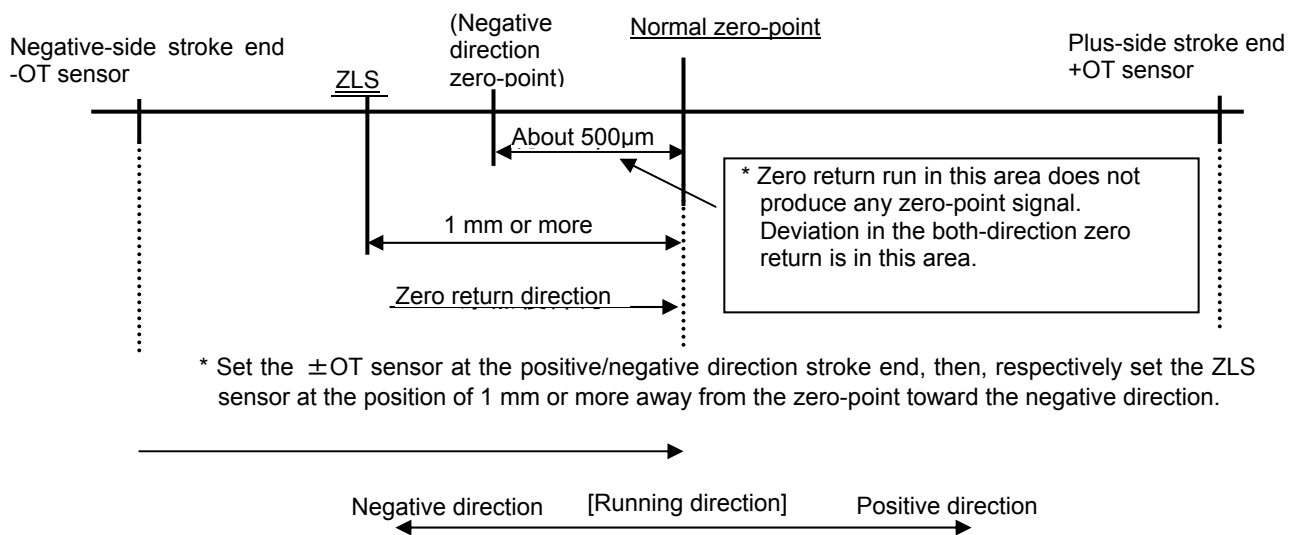 Negative-side stroke end
-OT sensor
ZLS
(Negative
direction
zero-point)
Normal zero-point
Plus-side stroke end
+OT sensor
About 500µm
* Zero return run in this area does not
produce any zero-point signal.
Deviation in the both-direction zero
return is in this area.
1 mm or more
Zero return direction
* Set the ±OT sensor at the positive/negative direction stroke end, then, respectively set the ZLS
sensor at the position of 1 mm or more away from the zero-point toward the negative direction.
Negative direction [Running direction] Positive direction